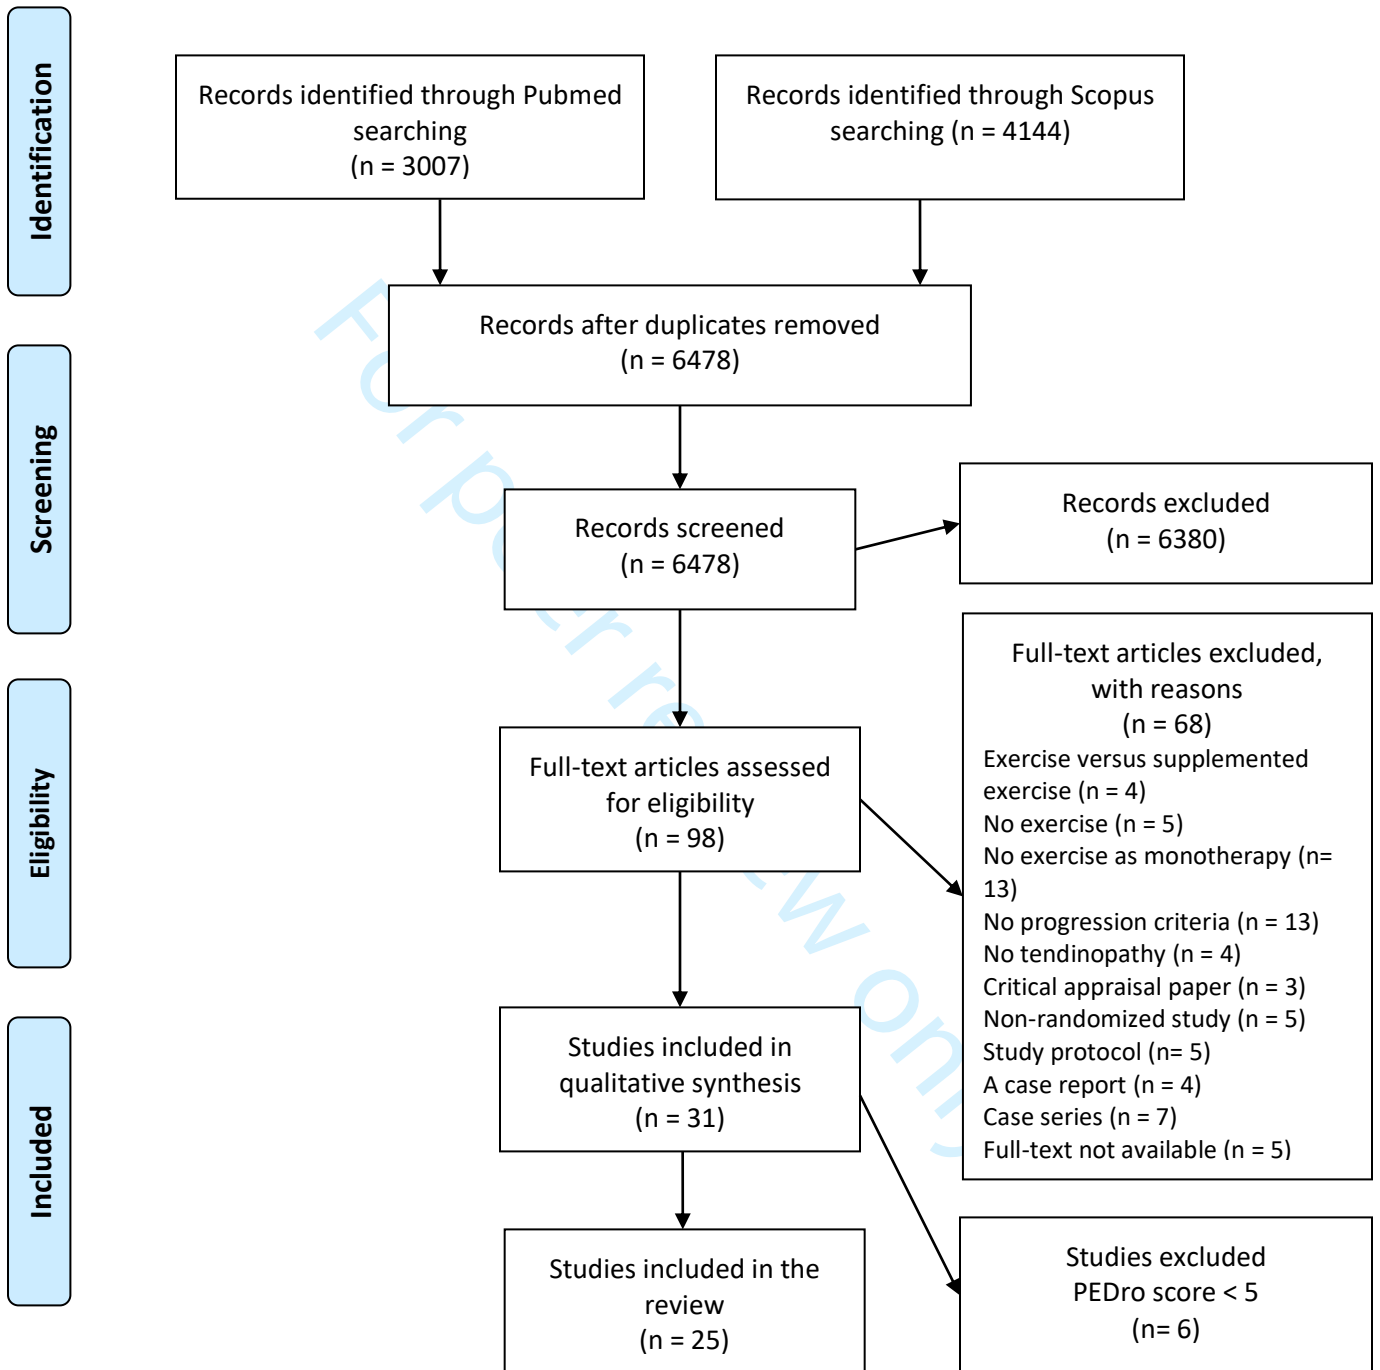 Identification
Records identified through Pubmed
searching
(n = 3007)
Records identified through Scopus
searching (n = 4144)
Records after duplicates removed
(n = 6478)
Screening
Records screened
(n = 6478)
Records excluded
(n = 6380)
Eligibility
Full-text articles assessed
for eligibility
(n = 98)
Full-text articles excluded,
with reasons
(n = 68)
Exercise versus supplemented
exercise (n = 4)
No exercise (n = 5)
No exercise as monotherapy (n=
13)
No progression criteria (n = 13)
No tendinopathy (n = 4)
Critical appraisal paper (n = 3)
Non-randomized study (n = 5)
Study protocol (n= 5)
A case report (n = 4)
Case series (n = 7)
Full-text not available (n = 5)
Included
Studies included in
qualitative synthesis
(n = 31)
Studies included in the
review
(n = 25)
Studies excluded
PEDro score < 5
(n= 6)
For peer review only